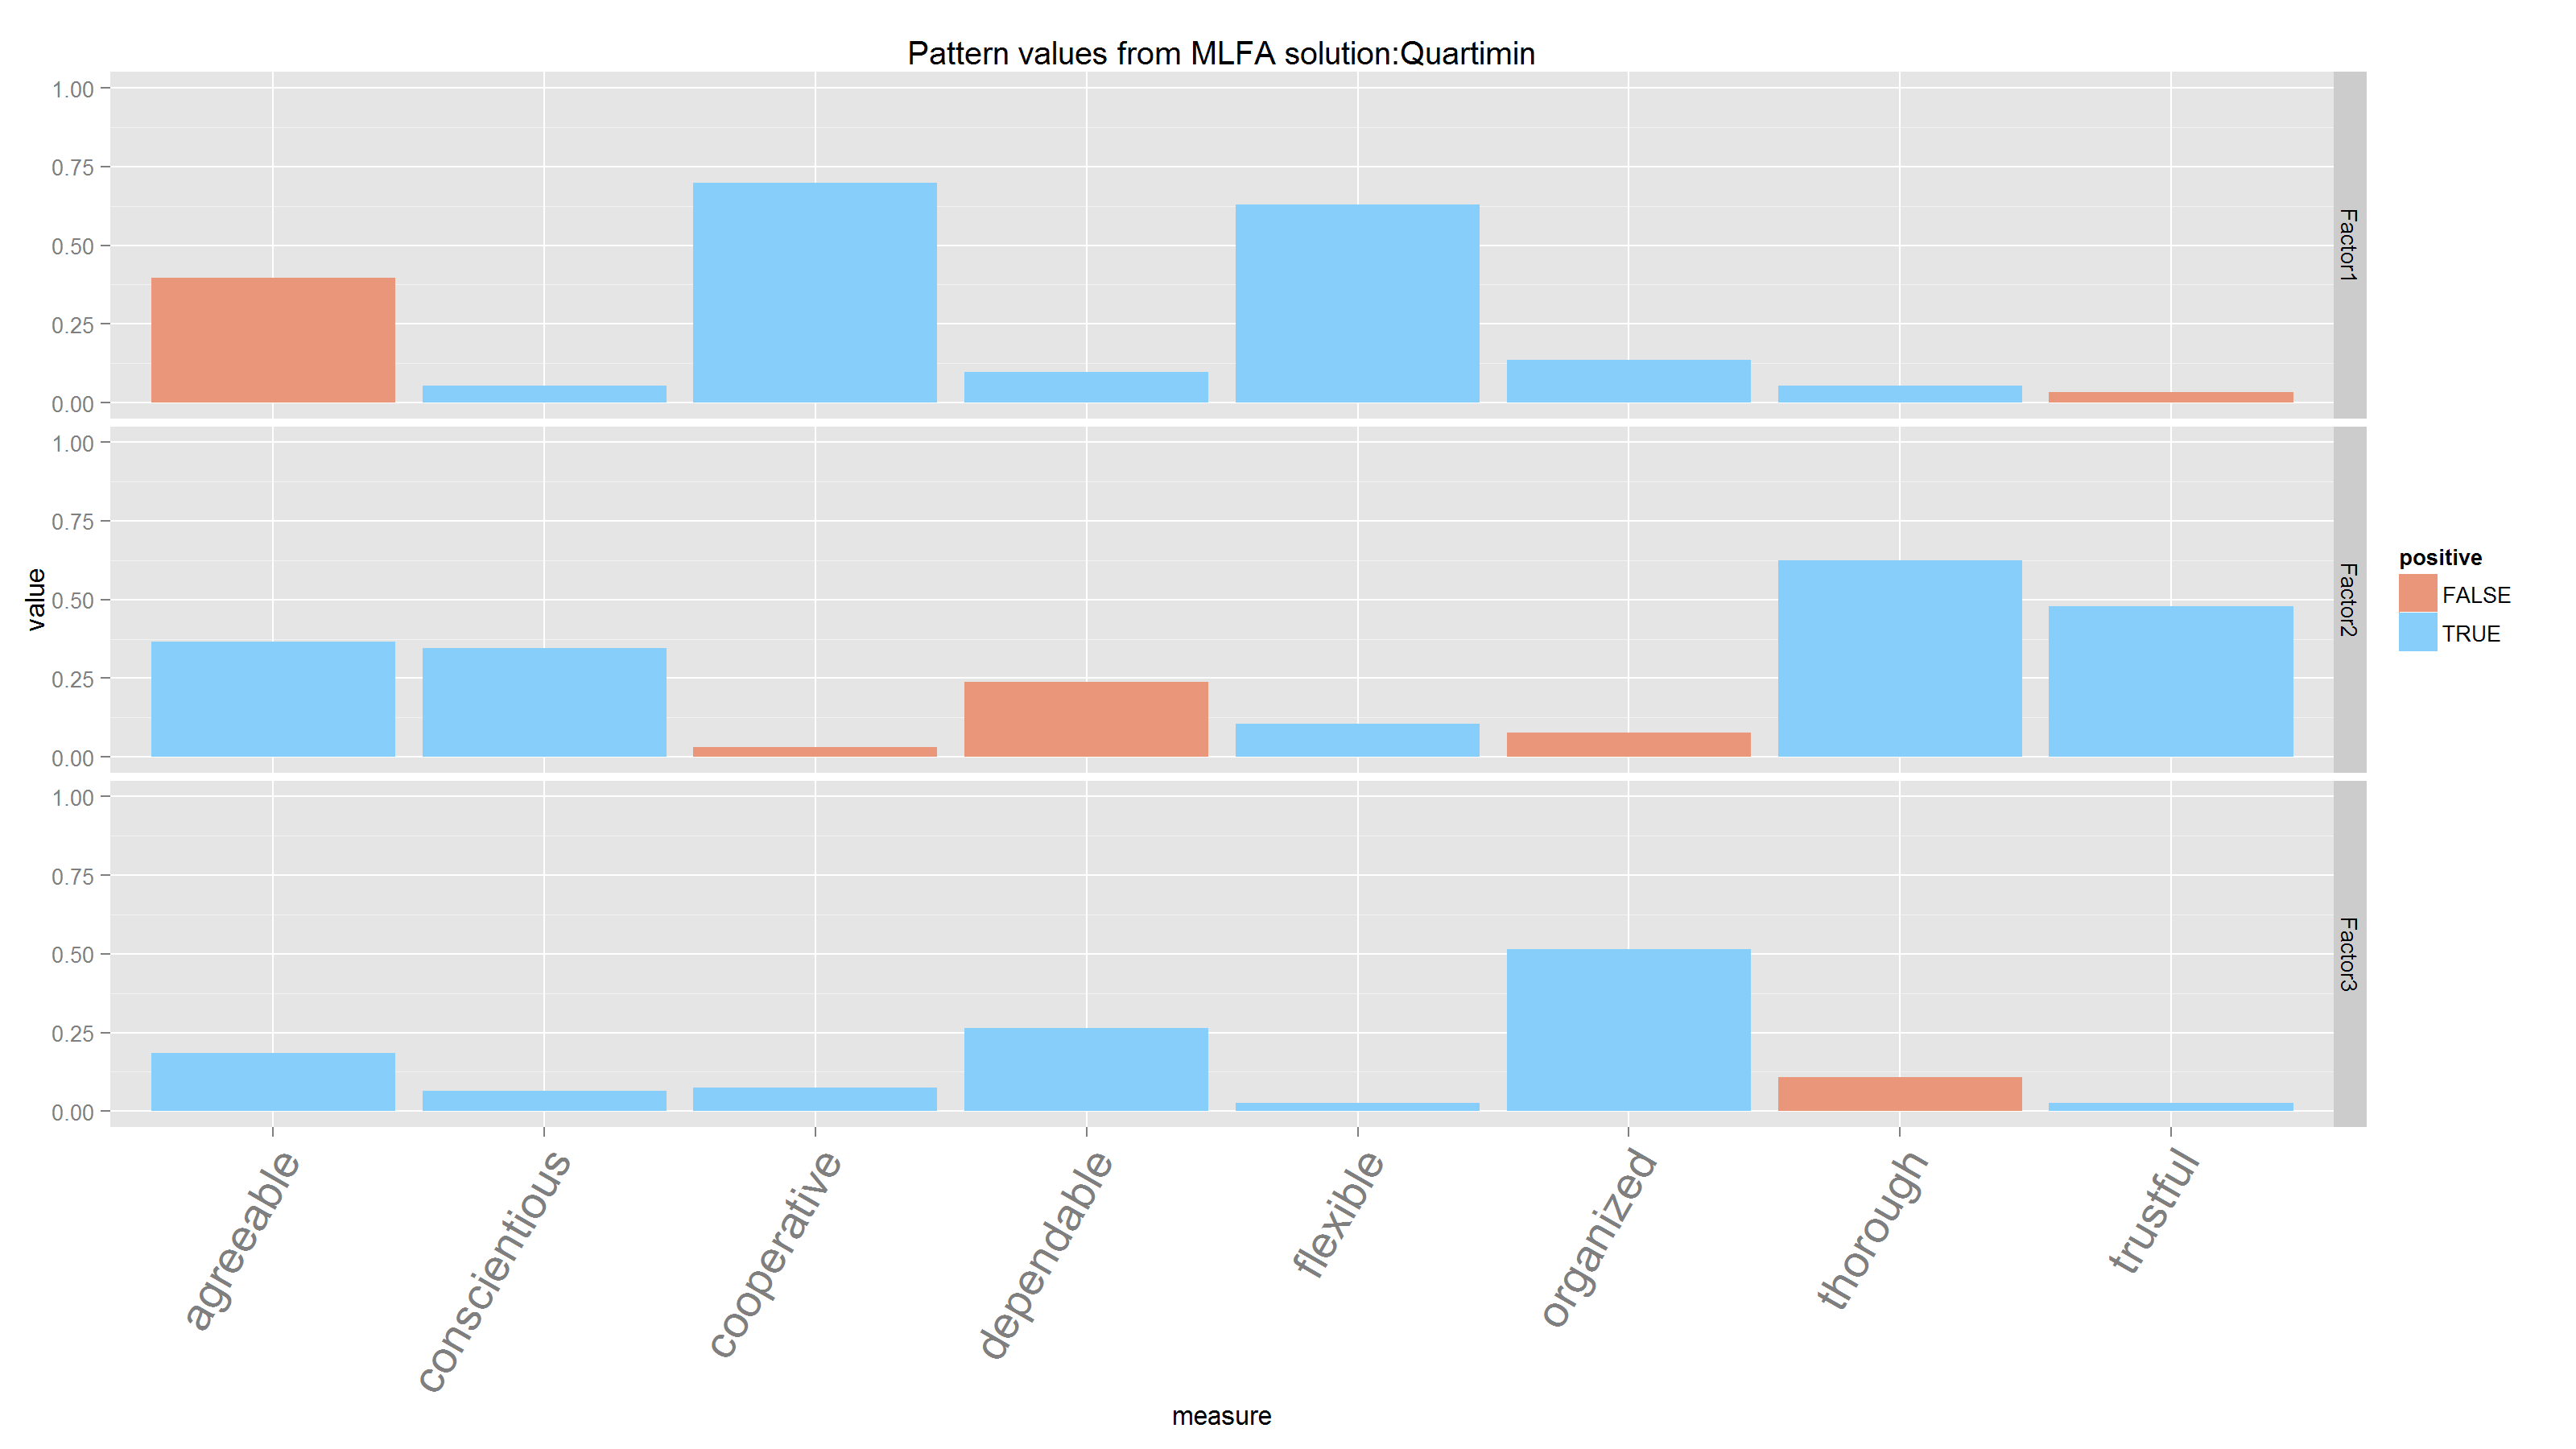 Pattern values from MLFA solution:Quartimin
1.00
0.75
0.50
0.25
0.00
Factor1
1.00
0.75
0.50
0.25
0.00
Factor2
1.00
0.75
0.50
0.25
0.00
Factor3
value
agreeable
conscientious
cooperative
dependable
flexible
organized
thorough
trustful
measure
positive
FALSE
TRUE